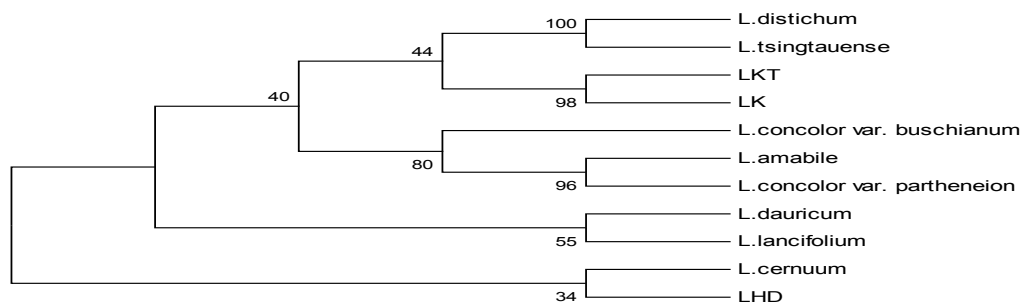 L.distichum
100
L.tsingtauense
44
LKT
40
98
LK
L.concolor var. buschianum
80
L.amabile
96
L.concolor var. partheneion
L.dauricum
55
L.lancifolium
L.cernuum
34
LHD